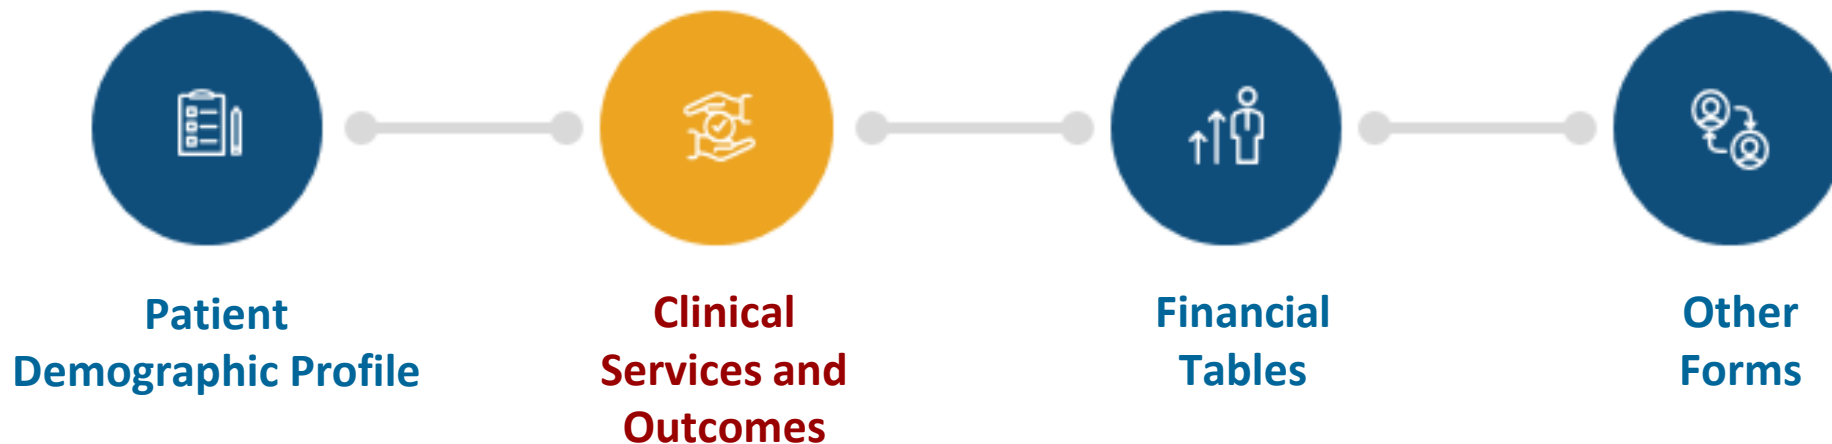 Patient
Demographic Profile
Clinical
Services and
Outcomes
Financial
Tables
Other
Forms